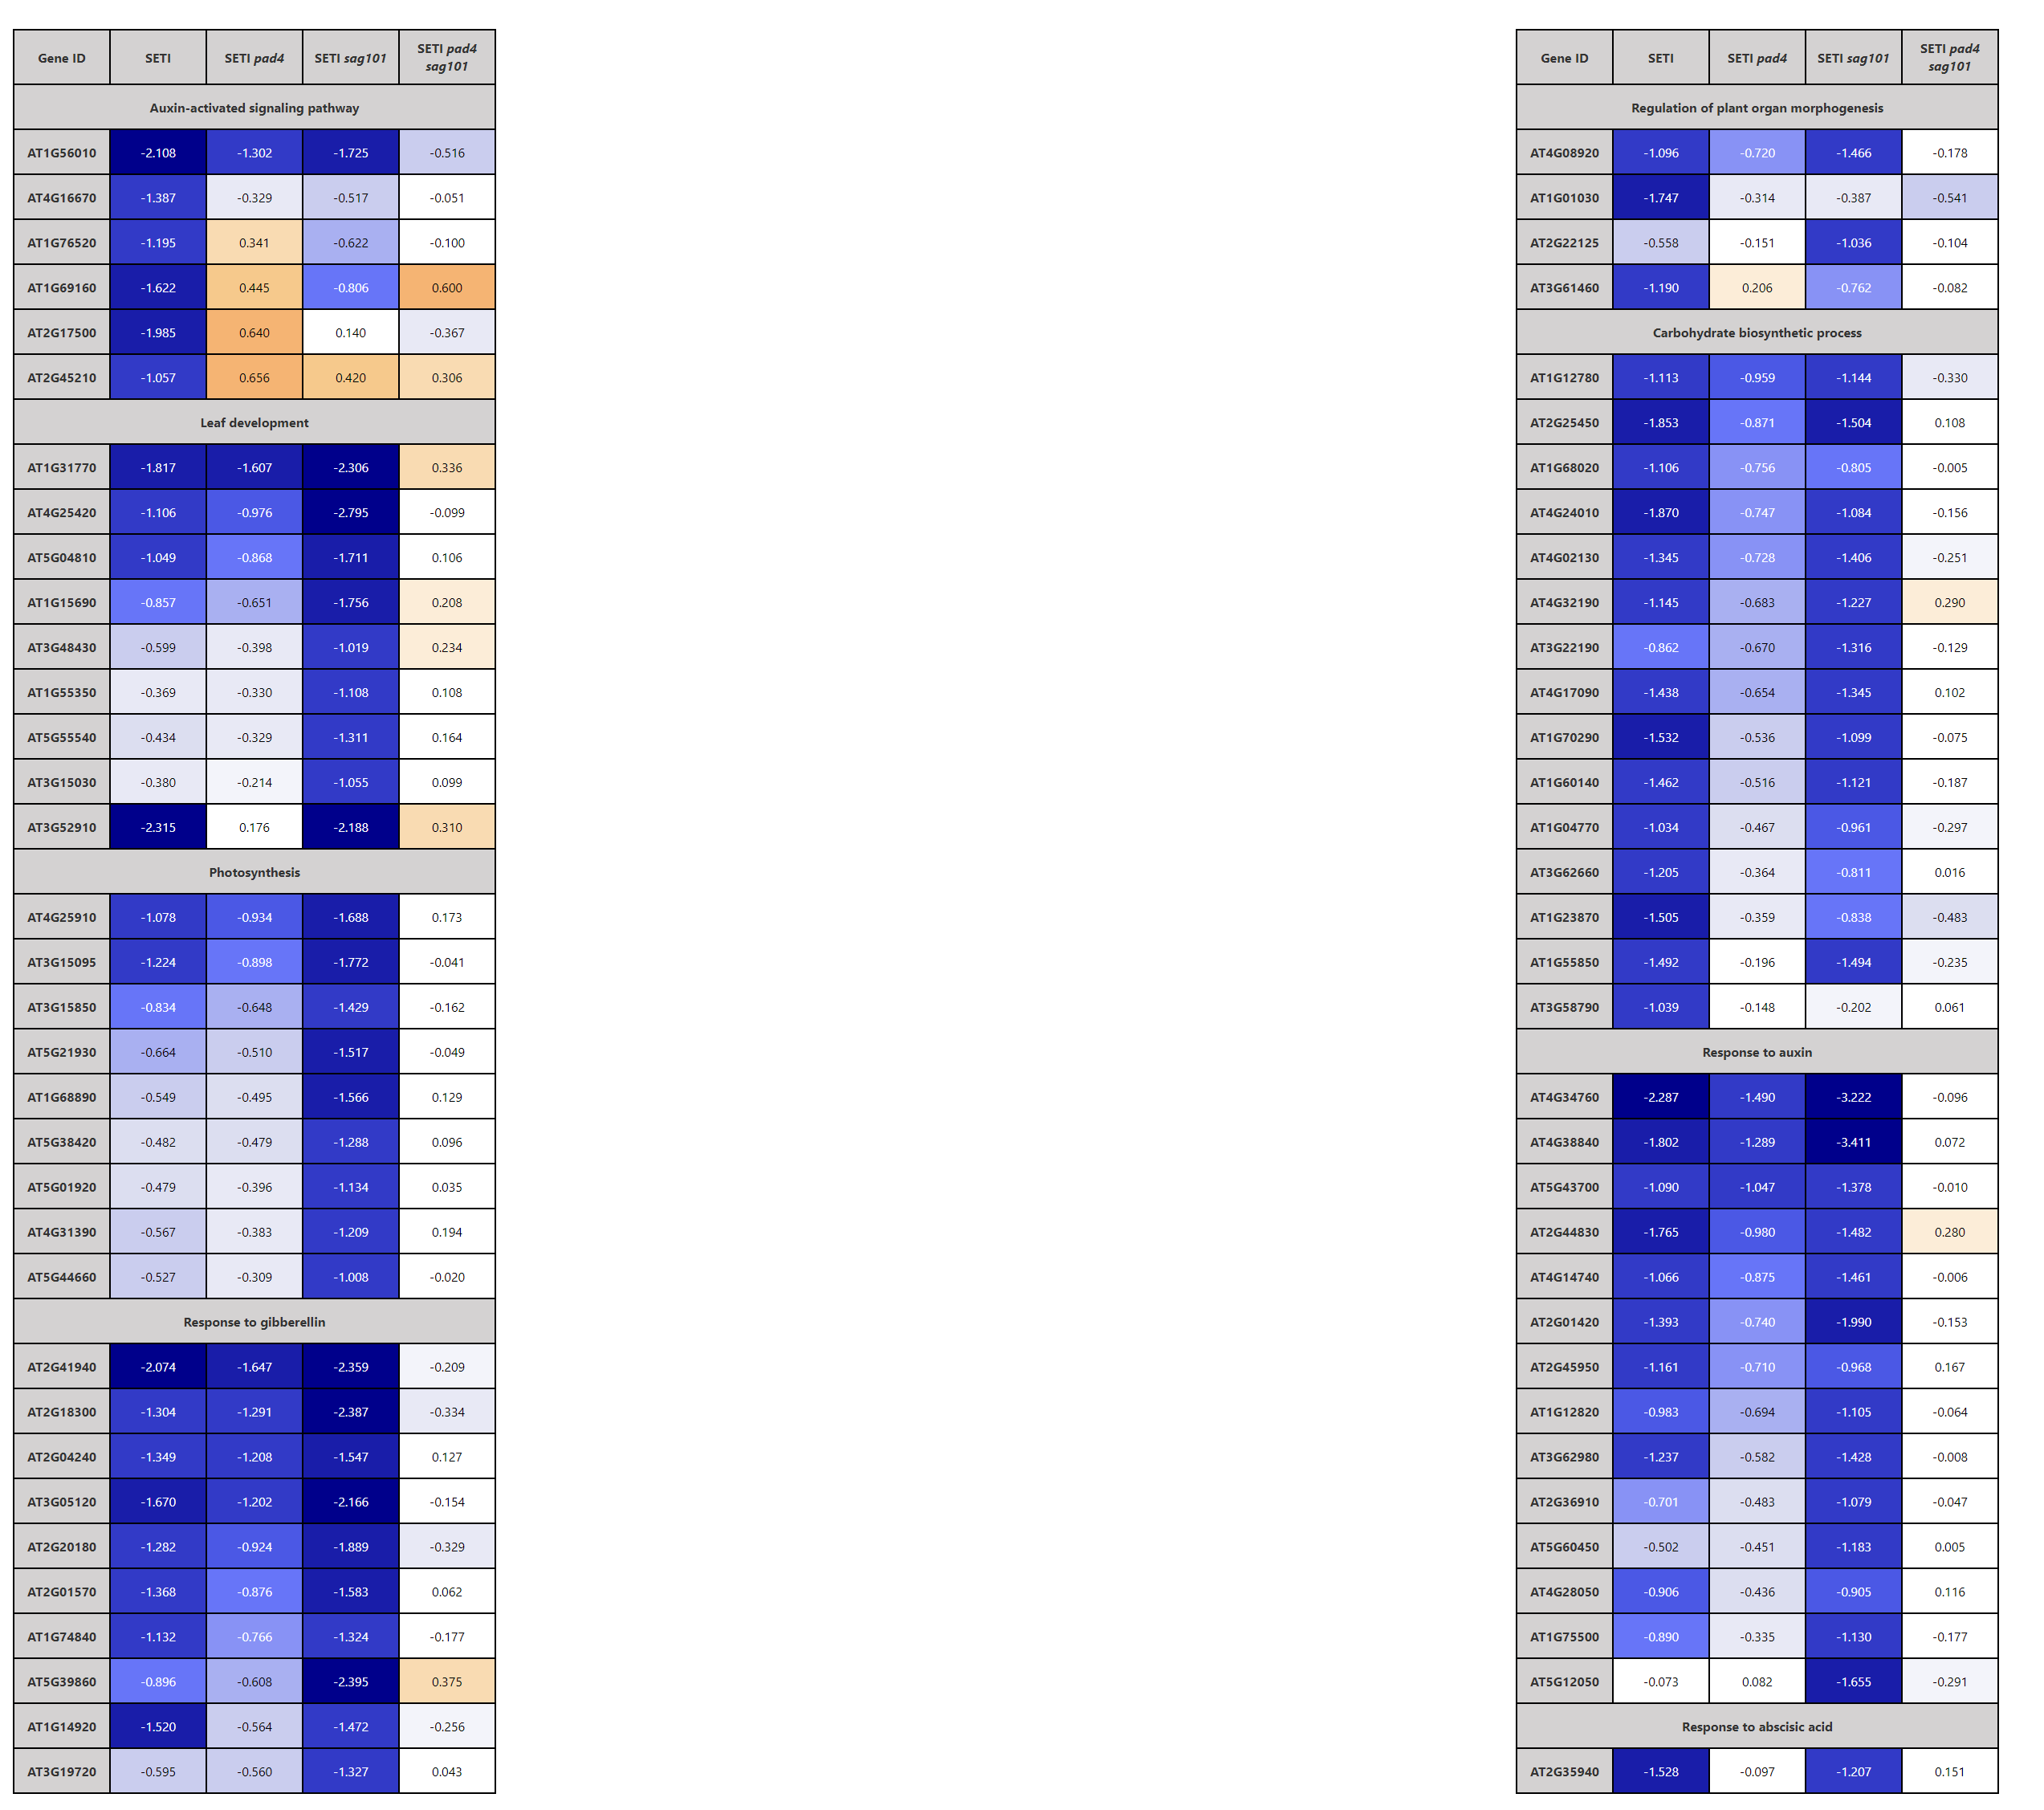 Gene ID SETI SETI pad4 SETI sag101 SETI pad4 sag101
Auxin-activated signaling pathway
AT1G56010 -2.108 -1.302 -1.725 -0.516
AT4G16670 -1.387 -0.329 -0.517 -0.051
AT1G76520 -1.195 0.341 -0.622 -0.100
AT1G69160 -1.622 0.445 -0.806 0.600
AT2G17500 -1.985 0.640 0.140 -0.367
AT2G45210 -1.057 0.656 0.420 0.306
Leaf development
AT1G31770 -1.817 -1.607 -2.306 0.336
AT4G25420 -1.106 -0.976 -2.795 -0.099
AT5G04810 -1.049 -0.868 -1.711 0.106
AT1G15690 -0.857 -0.651 -1.756 0.208
AT3G48430 -0.599 -0.398 -1.019 0.234
AT1G55350 -0.369 -0.330 -1.108 0.108
AT5G55540 -0.434 -0.329 -1.311 0.164
AT3G15030 -0.380 -0.214 -1.055 0.099
AT3G52910 -2.315 0.176 -2.188 0.310
Photosynthesis
AT4G25910 -1.078 -0.934 -1.688 0.173
AT3G15095 -1.224 -0.898 -1.772 -0.041
AT3G15850 -0.834 -0.648 -1.429 -0.162
AT5G21930 -0.664 -0.510 -1.517 -0.049
AT1G68890 -0.549 -0.495 -1.566 0.129
AT5G38420 -0.482 -0.479 -1.288 0.096
AT5G01920 -0.479 -0.396 -1.134 0.035
AT4G31390 -0.567 -0.383 -1.209 0.194
AT5G44660 -0.527 -0.309 -1.008 -0.020
Response to gibberellin
AT2G41940 -2.074 -1.647 -2.359 -0.209
AT2G18300 -1.304 -1.291 -2.387 -0.334
AT2G04240 -1.349 -1.208 -1.547 0.127
AT3G05120 -1.670 -1.202 -2.166 -0.154
AT2G20180 -1.282 -0.924 -1.889 -0.329
AT2G01570 -1.368 -0.876 -1.583 0.062
AT1G74840 -1.132 -0.766 -1.324 -0.177
AT5G39860 -0.896 -0.608 -2.395 0.375
AT1G14920 -1.520 -0.564 -1.472 -0.256
AT3G19720 -0.595 -0.560 -1.327 0.043
Gene ID SETI SETI pad4 SETI sag101 SETI pad4 sag101
Regulation of plant organ morphogenesis
AT4G08920 -1.096 -0.720 -1.466 -0.178
AT1G01030 -1.747 -0.314 -0.387 -0.541
AT2G22125 -0.558 -0.151 -1.036 -0.104
AT3G61460 -1.190 0.206 -0.762 -0.082
Carbohydrate biosynthetic process
AT1G12780 -1.113 -0.959 -1.144 -0.330
AT2G25450 -1.853 -0.871 -1.504 0.108
AT1G68020 -1.106 -0.756 -0.805 -0.005
AT4G24010 -1.870 -0.747 -1.084 -0.156
AT4G02130 -1.345 -0.728 -1.406 -0.251
AT4G32190 -1.145 -0.683 -1.227 0.290
AT3G22190 -0.862 -0.670 -1.316 -0.129
AT4G17090 -1.438 -0.654 -1.345 0.102
AT1G70290 -1.532 -0.536 -1.099 -0.075
AT1G60140 -1.462 -0.516 -1.121 -0.187
AT1G04770 -1.034 -0.467 -0.961 -0.297
AT3G62660 -1.205 -0.364 -0.811 0.016
AT1G23870 -1.505 -0.359 -0.838 -0.483
AT1G55850 -1.492 -0.196 -1.494 -0.235
AT3G58790 -1.039 -0.148 -0.202 0.061
Response to auxin
AT4G34760 -2.287 -1.490 -3.222 -0.096
AT4G38840 -1.802 -1.289 -3.411 0.072
AT5G43700 -1.090 -1.047 -1.378 -0.010
AT2G44830 -1.765 -0.980 -1.482 0.280
AT4G14740 -1.066 -0.875 -1.461 -0.006
AT2G01420 -1.393 -0.740 -1.990 -0.153
AT2G45950 -1.161 -0.710 -0.968 0.167
AT1G12820 -0.983 -0.694 -1.105 -0.064
AT3G62980 -1.237 -0.582 -1.428 -0.008
AT2G36910 -0.701 -0.483 -1.079 -0.047
AT5G60450 -0.502 -0.451 -1.183 0.005
AT4G28050 -0.906 -0.436 -0.905 0.116
AT1G75500 -0.890 -0.335 -1.130 -0.177
AT5G12050 -0.073 0.082 -1.655 -0.291
Response to abscisic acid
AT2G35940 -1.528 -0.097 -1.207 0.151